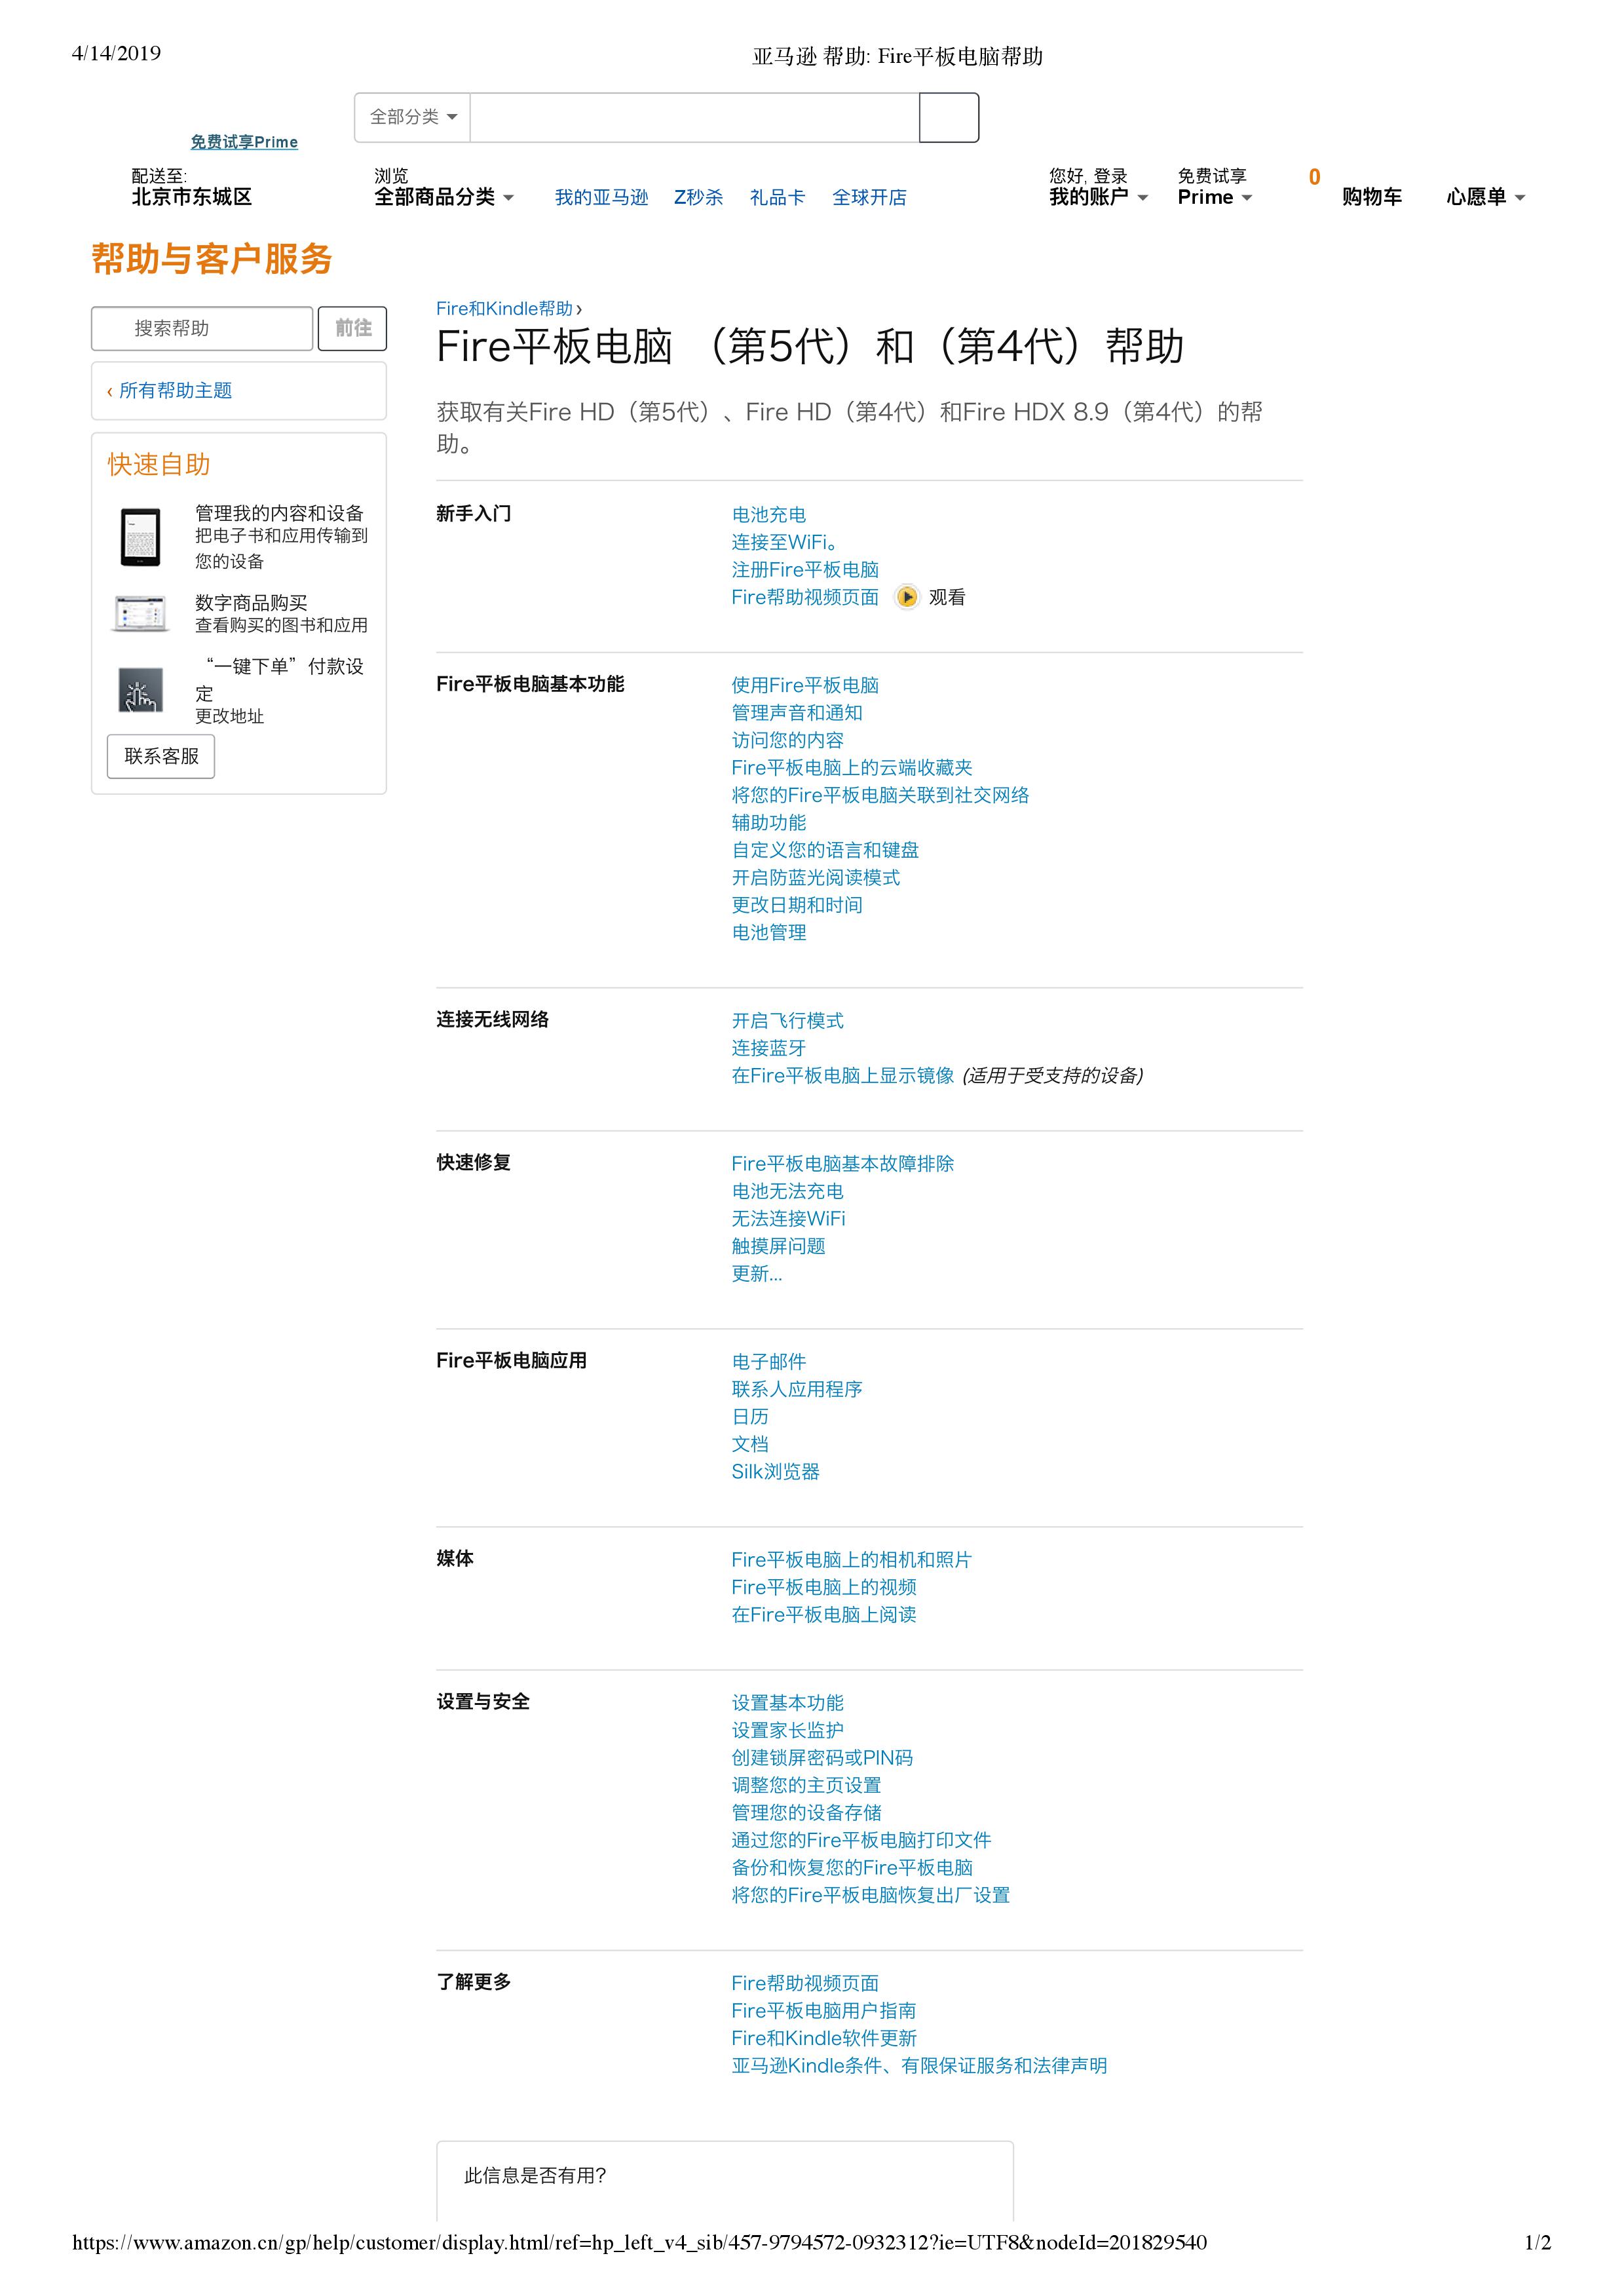 4/14/2019
亚马逊 帮助: Fire平板电脑帮助
全部分类
免费试享Prime
配送至:
北京市东城区
浏览
全部商品分类
我的亚马逊
Z秒杀
礼品卡
全球开店
您好, 登录
我的账户
免费试享
Prime
0
购物车
心愿单
帮助与客户服务
搜索帮助
前往
‹ 所有帮助主题
快速自助
管理我的内容和设备
把电子书和应用传输到
您的设备
数字商品购买
查看购买的图书和应用
“一键下单”付款设
定
更改地址
联系客服
Fire和Kindle帮助›
Fire平板电脑 （第5代）和（第4代）帮助
获取有关Fire HD（第5代）、Fire HD（第4代）和Fire HDX 8.9（第4代）的帮
助。
新手入门
电池充电
连接至WiFi。
注册Fire平板电脑
Fire帮助视频页面 观看
Fire平板电脑基本功能
使用Fire平板电脑
管理声音和通知
访问您的内容
Fire平板电脑上的云端收藏夹
将您的Fire平板电脑关联到社交网络
辅助功能
自定义您的语言和键盘
开启防蓝光阅读模式
更改日期和时间
电池管理
连接无线网络
开启飞行模式
连接蓝牙
在Fire平板电脑上显示镜像 (适用于受支持的设备)
快速修复
Fire平板电脑基本故障排除
电池无法充电
无法连接WiFi
触摸屏问题
更新...
Fire平板电脑应用
电子邮件
联系人应用程序
日历
文档
Silk浏览器
媒体
Fire平板电脑上的相机和照片
Fire平板电脑上的视频
在Fire平板电脑上阅读
设置与安全
设置基本功能
设置家长监护
创建锁屏密码或PIN码
调整您的主页设置
管理您的设备存储
通过您的Fire平板电脑打印文件
备份和恢复您的Fire平板电脑
将您的Fire平板电脑恢复出厂设置
了解更多
Fire帮助视频页面
Fire平板电脑用户指南
Fire和Kindle软件更新
亚马逊Kindle条件、有限保证服务和法律声明
此信息是否有用?
https://www.amazon.cn/gp/help/customer/display.html/ref=hp_left_v4_sib/457-9794572-0932312?ie=UTF8&nodeId=201829540
1/2